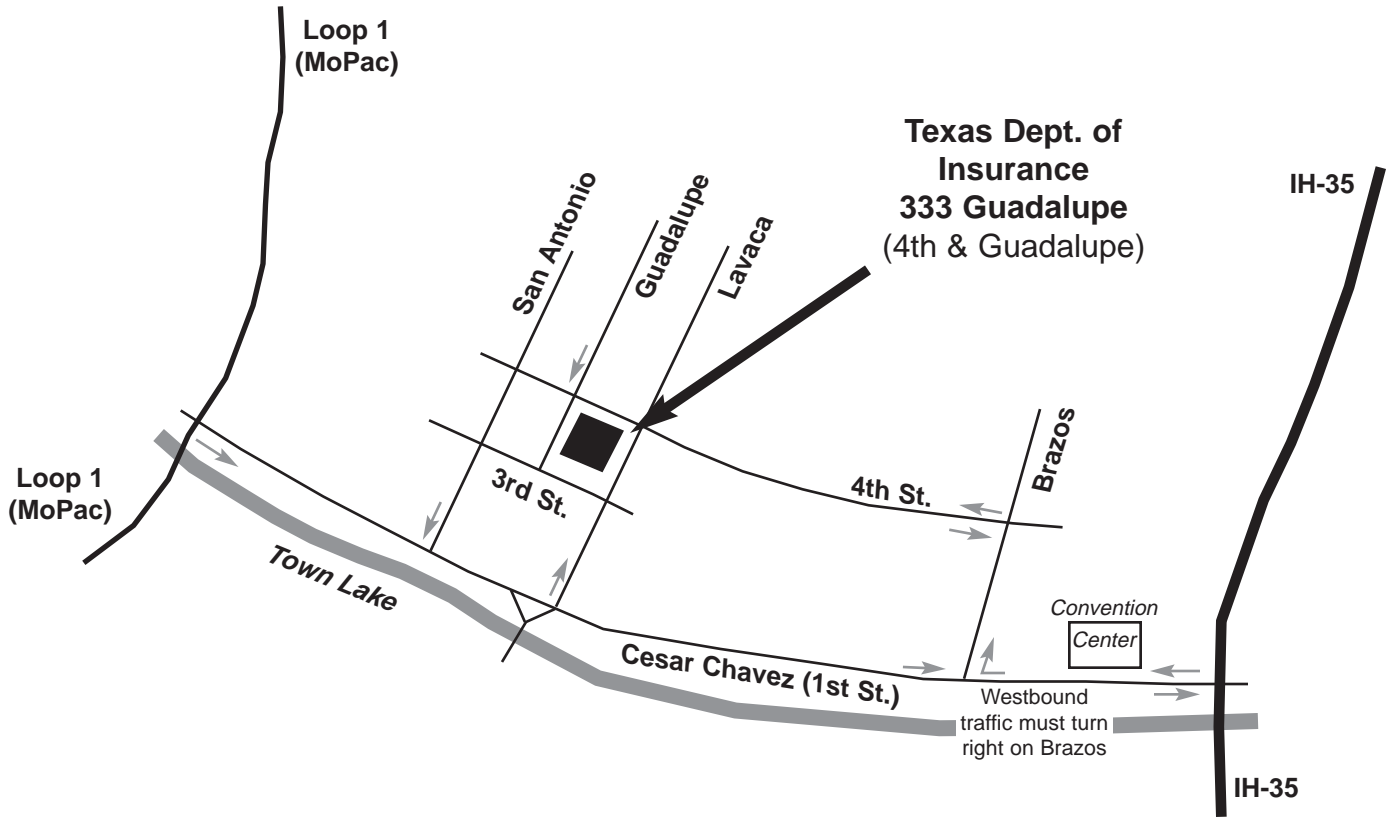 Loop 1
(MoPac)
Texas Dept. of
Insurance
333 Guadalupe
(4th & Guadalupe)
IH-35
San Antonio
Guadalupe
Lavaca
Brazos
Loop 1
(MoPac)
3rd St.
4th St.
Town Lake
Convention
Center
Cesar Chavez (1st St.)
Westbound
traffic must turn
right on Brazos
IH-35